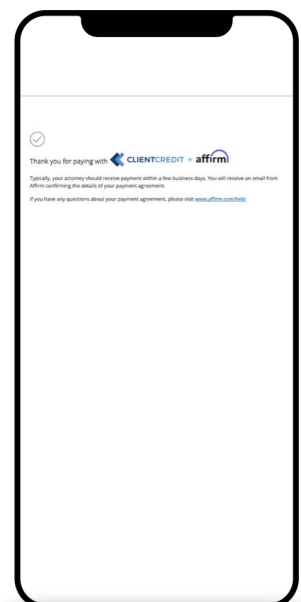 Thank you for paying with CLIENTCREDIT + affirm
Typically, your attorney should receive payment within a few business days. You will receive an email from
Affirm confirming the details of your payment agreement.
If you have any questions about your payment agreement, please visit www.affirm.com/help